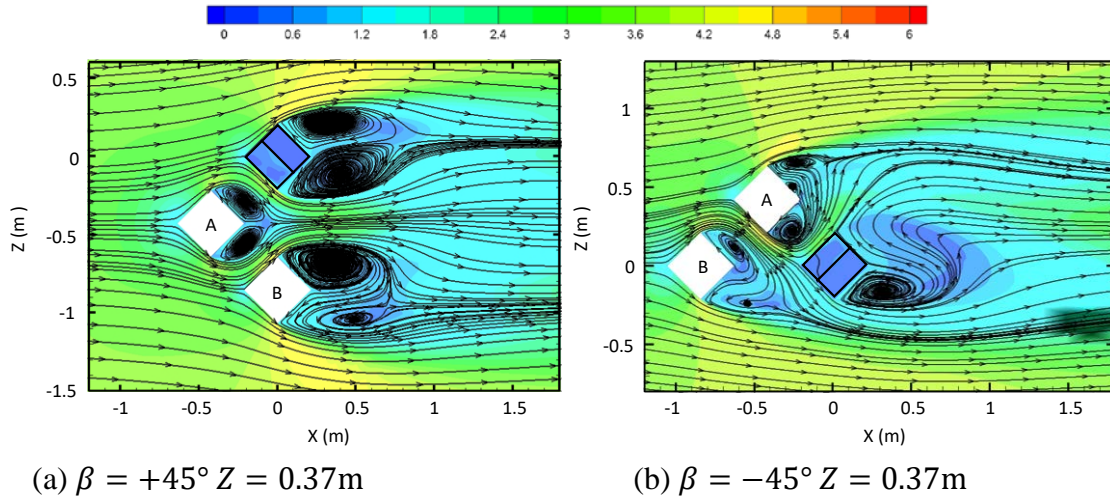 0 0.6 1.2 1.8 2.4 3 3.6 4.2 4.8 5.4 6
0.5
0
-0.5
-1
-1.5
Z (m )
A
B
-1 -0.5 0 0.5 1 1.5
X (m)
1
0.5
0
-0.5
Z (m )
A
B
-1 -0.5 0 0.5 1 1.5
X (m)
(a) 𝛽 = +45° 𝑍 = 0.37m
(b) 𝛽 = −45° 𝑍 = 0.37m